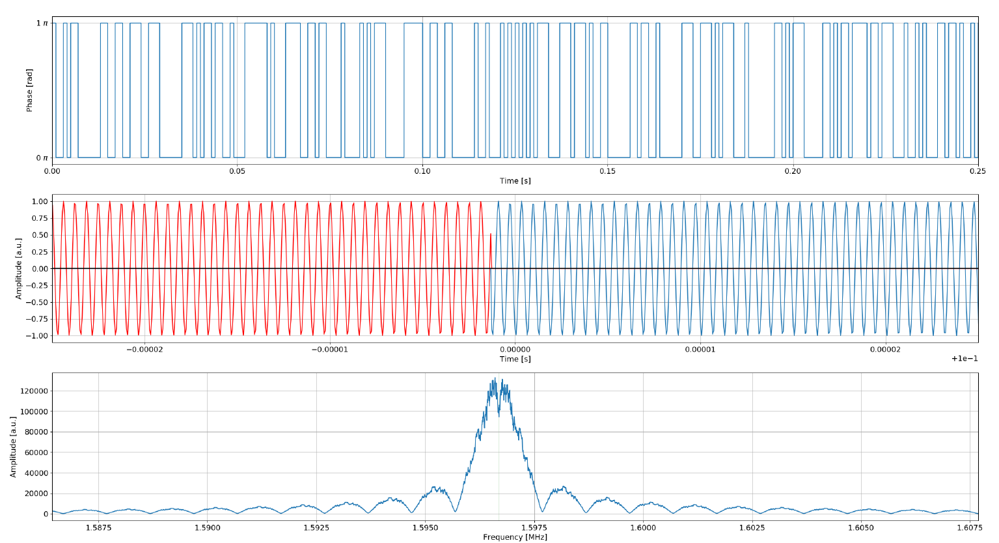 1 π
Phase [rad]
0 π
0.00 0.05 0.10 0.15 0.20 0.25
Time [s]
1.00
0.75
0.50
0.25
0.00
−0.25
−0.50
−0.75
−1.00
Amplitude [a.u.]
−0.00002 −0.00001 0.00000 0.00001 0.00002
Time [s]
+1e−1
120000
100000
80000
60000
40000
20000
0
Amplitude [a.u.]
1.5875 1.5900 1.5925 1.5950 1.5975 1.6000 1.6025 1.6050 1.6075
Frequency [MHz]